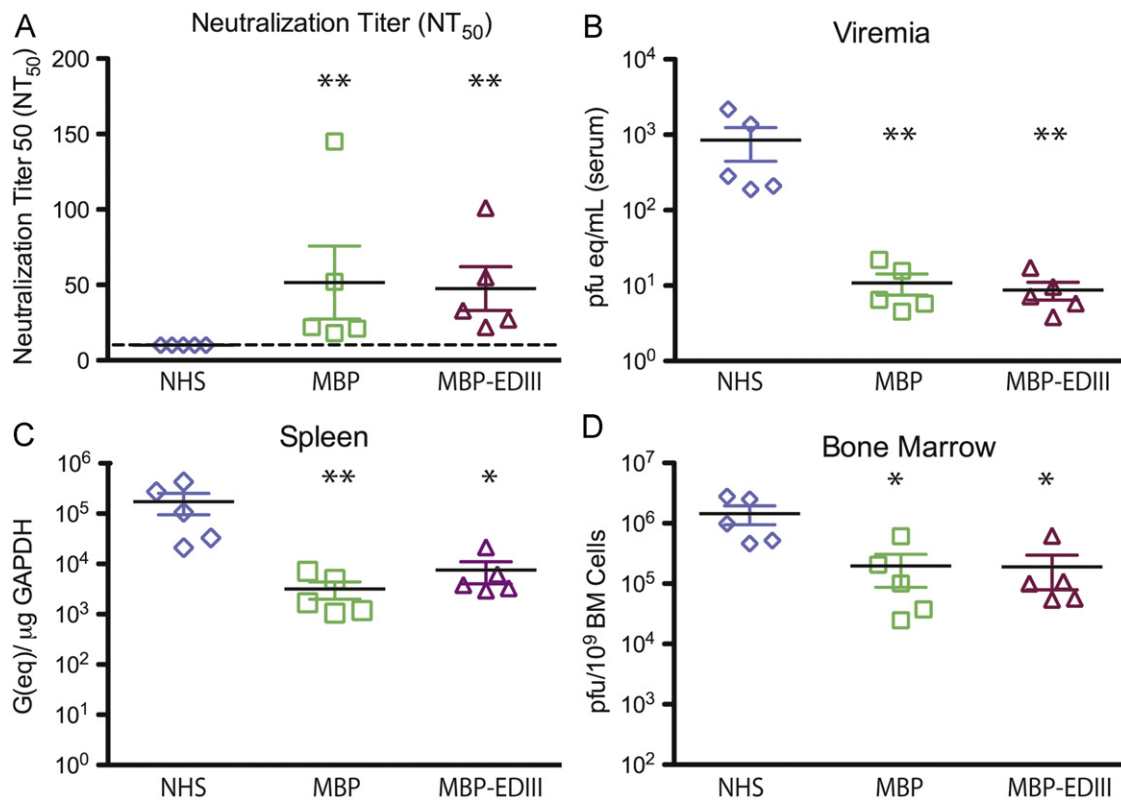 A
Neutralization Titer (NT50)
Neutralization Titer 50 (NT50)
200
150
100
50
0
** **
NHS MBP MBP-EDIII
B
Viremia
pfu eq/mL (serum)
10^4
10^3
10^2
10^1
10^0
** **
NHS MBP MBP-EDIII
C
Spleen
G(eq)/ μg GAPDH
10^6
10^5
10^4
10^3
10^2
10^1
10^0
** *
NHS MBP MBP-EDIII
D
Bone Marrow
pfu/10^9 BM Cells
10^7
10^6
10^5
10^4
10^3
10^2
* *
NHS MBP MBP-EDIII